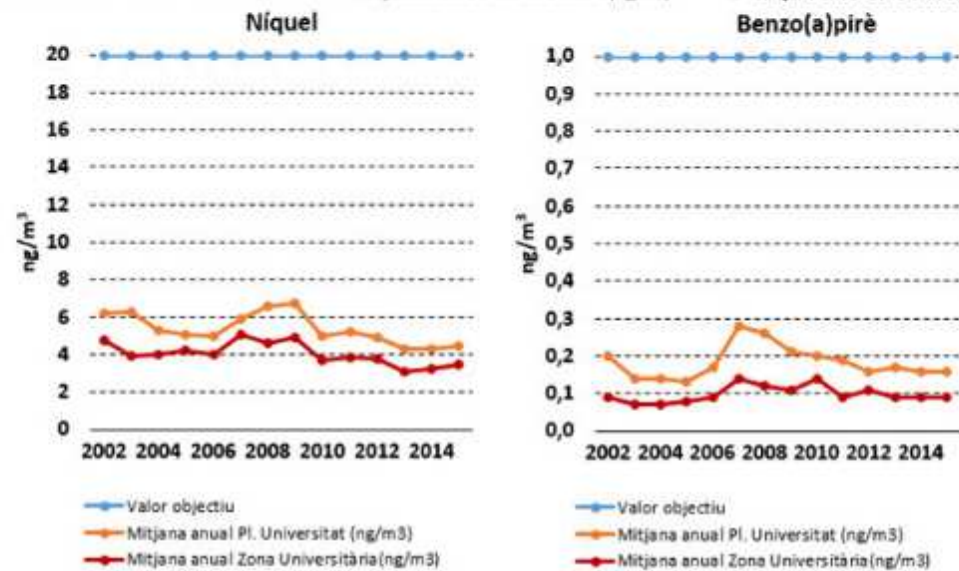 Níquel
20
18
16
14
12
10
8
6
4
2
0
ng/m³
2002 2004 2006 2008 2010 2012 2014
Valor objectiu
Mitjana anual Pl. Universitat (ng/m3)
Mitjana anual Zona Universitària(ng/m3)
Benzo(a)pirè
1,0
0,9
0,8
0,7
0,6
0,5
0,4
0,3
0,2
0,1
0,0
ng/m³
2002 2004 2006 2008 2010 2012 2014
Valor objectiu
Mitjana anual Pl. Universitat (ng/m3)
Mitjana anual Zona Universitària(ng/m3)